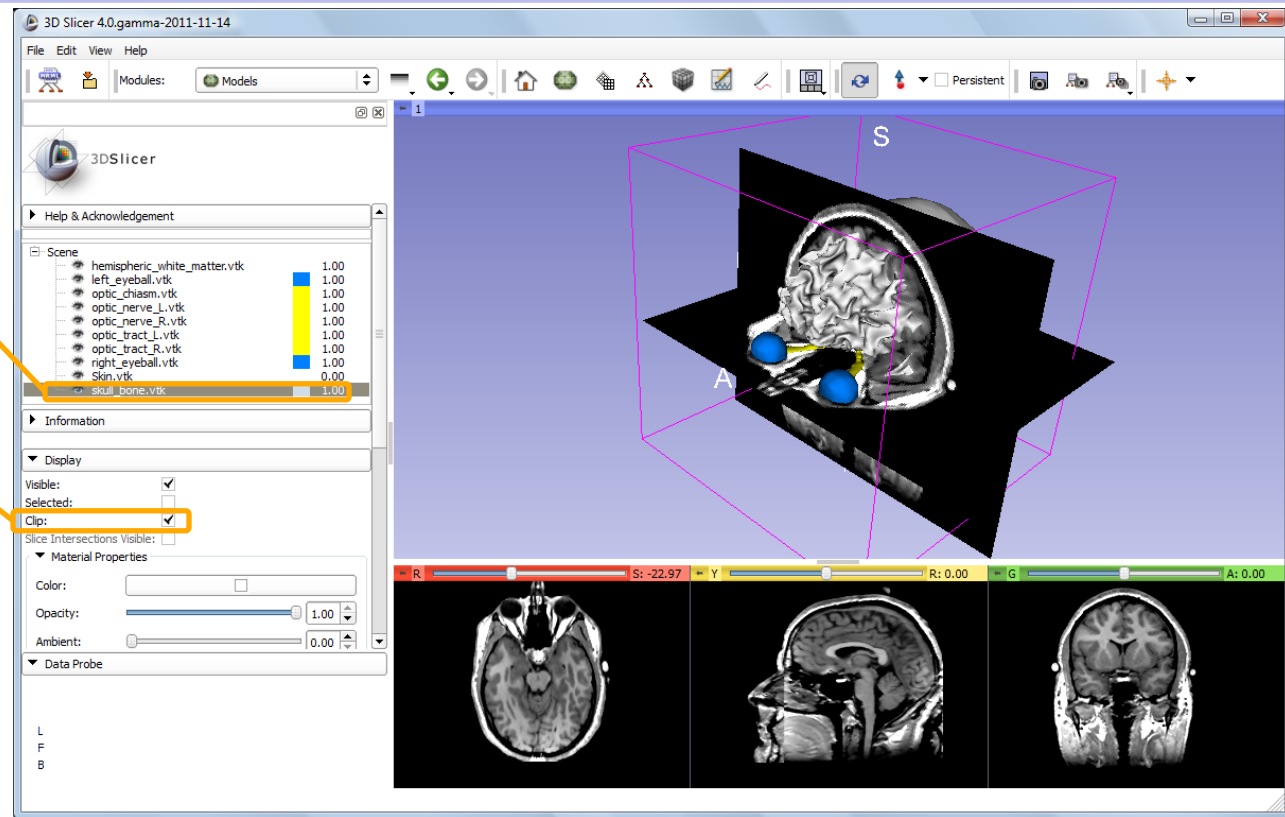 3D Slicer 4.0.gamma-2011-11-14
File Edit View Help
Modules: Models Persistent
1
3DSlicer
Help & Acknowledgement
Scene
hemispheric_white_matter.vtk 1.00
left_eyeball.vtk 1.00
optic_chiasm.vtk 1.00
optic_nerve_L.vtk 1.00
optic_nerve_R.vtk 1.00
optic_tract_L.vtk 1.00
optic_tract_R.vtk 1.00
right_eyeball.vtk 1.00
Skin.vtk 0.00
skull_bone.vtk 1.00
Information
Display
Visible:
Selected:
Clip:
Slice Intersections Visible:
Material Properties
Color:
Opacity: 1.00
Ambient: 0.00
Data Probe
L
F
B
S
A
R S: -22.97
Y R: 0.00
G A: 0.00